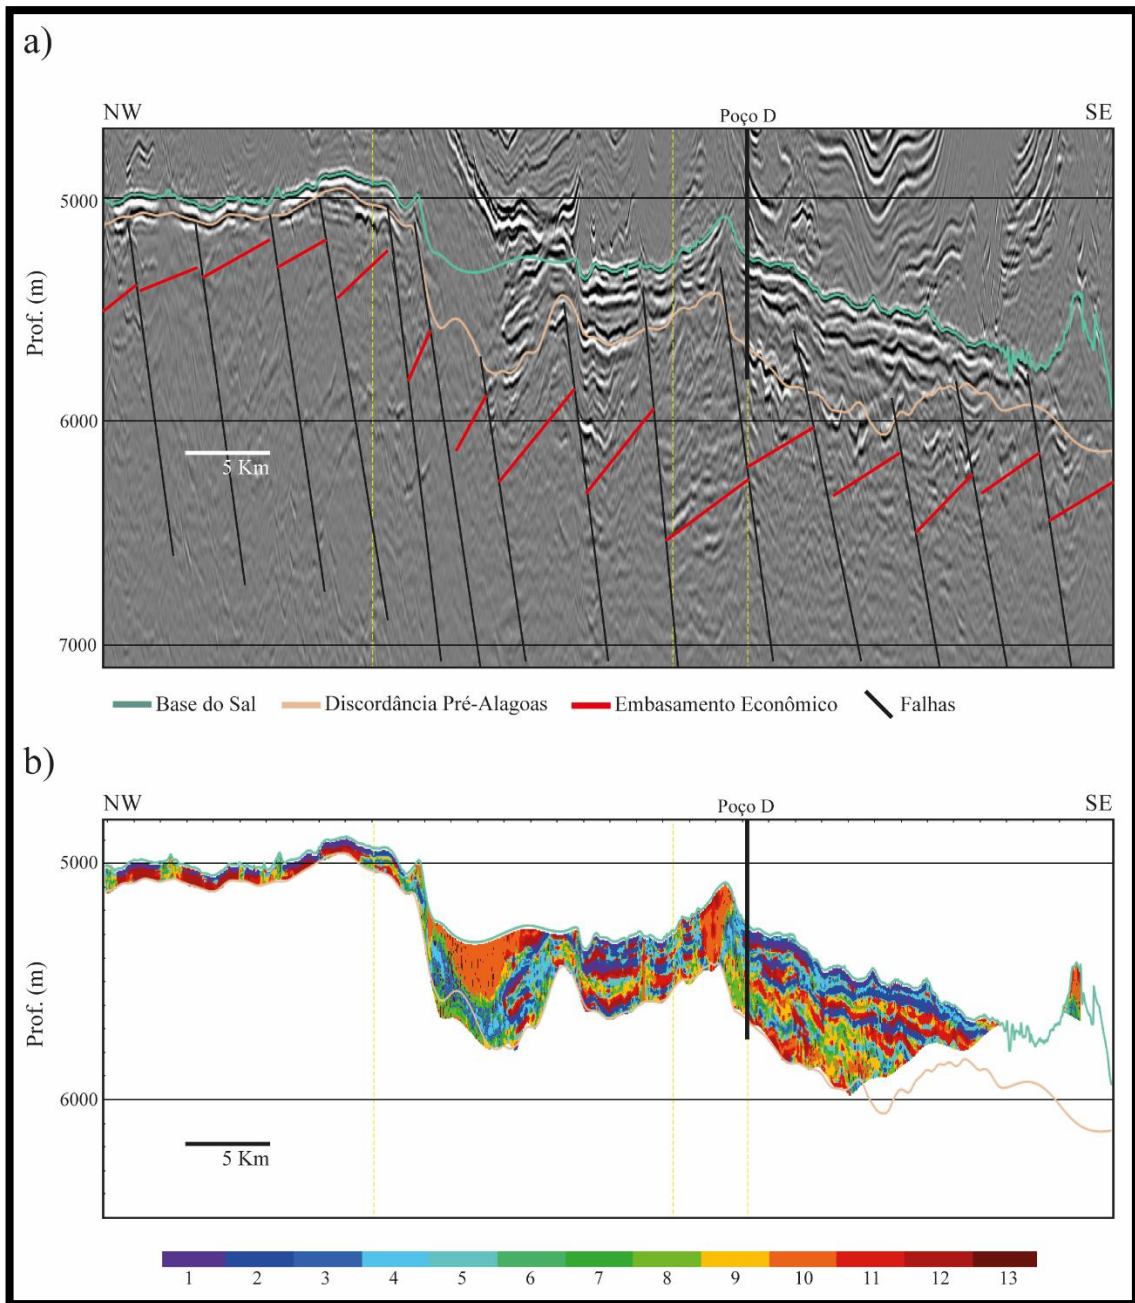 a)
NW
Poço D
SE
5000
Prof. (m)
6000
5 Km
7000
Base do Sal
Discordância Pré-Alagoas
Embasamento Econômico
Falhas
b)
NW
Poço D
SE
5000
Prof. (m)
6000
5 Km
1 2 3 4 5 6 7 8 9 10 11 12 13